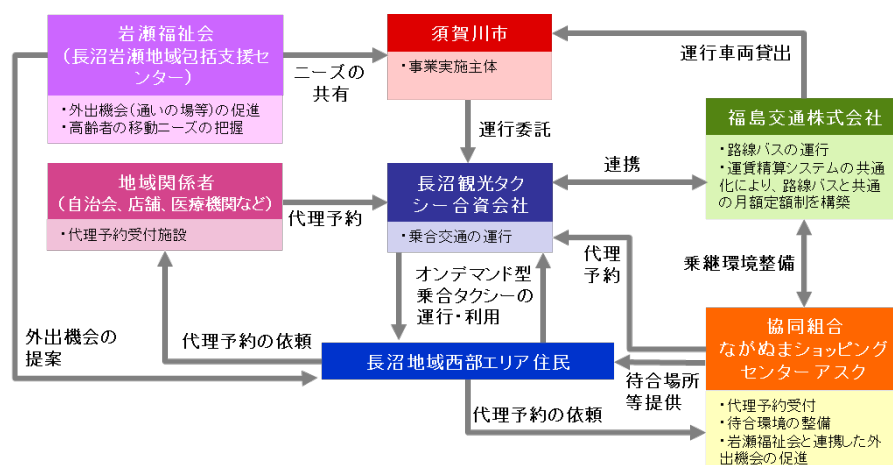 岩瀬福祉会
（長沼岩瀬地域包括支援セ
ンター）
・外出機会（通いの場等）の促進
・高齢者の移動ニーズの把握
ニーズの
共有
須賀川市
・事業実施主体
運行車両貸出
運行委託
福島交通株式会社
・路線バスの運行
・運賃精算システムの共通
化により、路線バスと共通
の月額定額制を構築
地域関係者
（自治会、店舗、医療機関など）
・代理予約受付施設
代理予約
長沼観光タク
シー合資会社
・乗合交通の運行
連携
代理
予約
乗継環境整備
オンデマンド型
乗合タクシーの
運行・利用
外出機会の
提案
代理予約の依頼
長沼地域西部エリア住民
待合場所
等提供
代理予約の依頼
協同組合
ながぬまショッピング
センター アスク
・代理予約受付
・待合環境の整備
・岩瀬福祉会と連携した外
出機会の促進